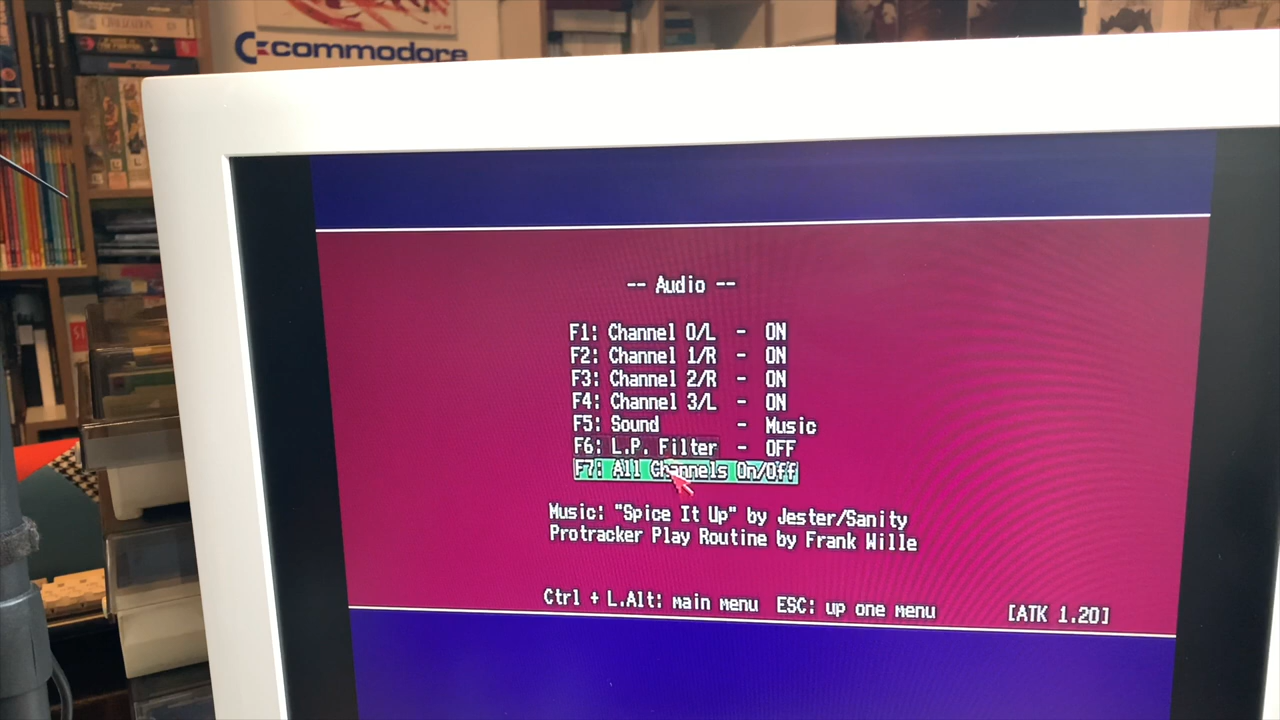 commodore
-- Audio --
F1: Channel 0/L - ON
F2: Channel 1/R - ON
F3: Channel 2/R - ON
F4: Channel 3/L - ON
F5: Sound - Music
F6: L.P. Filter - OFF
F7: All Channels On/Off
Music: "Spice It Up" by Jester/Sanity
Protracker Play Routine by Frank Wille
Ctrl + L.Alt: main menu ESC: up one menu [ATK 1.20]